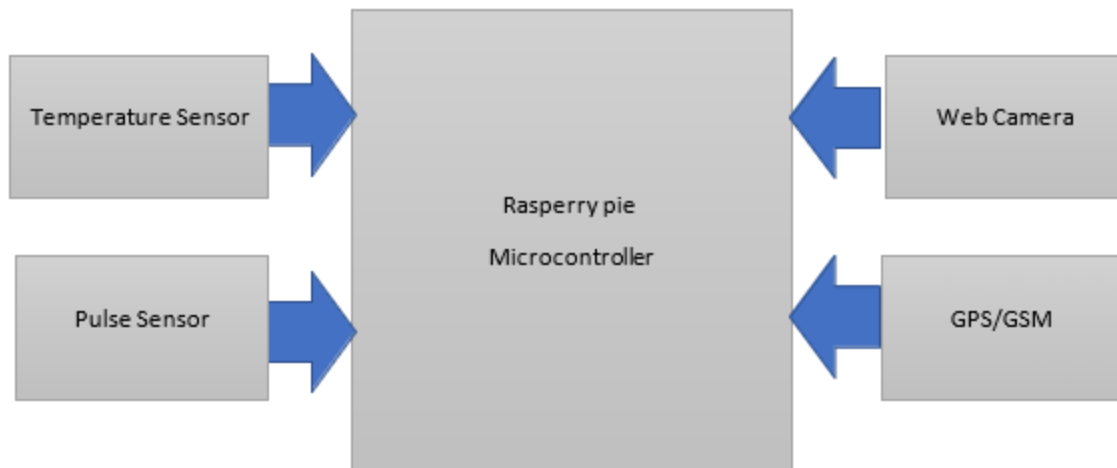 Temperature Sensor
Web Camera
Rasperry pie
Microcontroller
Pulse Sensor
GPS/GSM